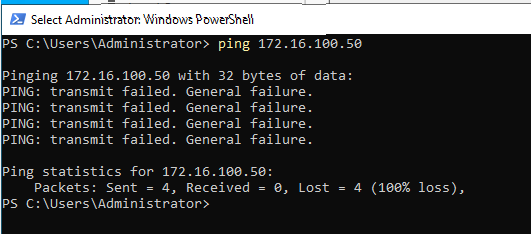 Select Administrator: Windows PowerShell
PS C:\Users\Administrator> ping 172.16.100.50
Pinging 172.16.100.50 with 32 bytes of data:
PING: transmit failed. General failure.
PING: transmit failed. General failure.
PING: transmit failed. General failure.
PING: transmit failed. General failure.
Ping statistics for 172.16.100.50:
    Packets: Sent = 4, Received = 0, Lost = 4 (100% loss),
PS C:\Users\Administrator>